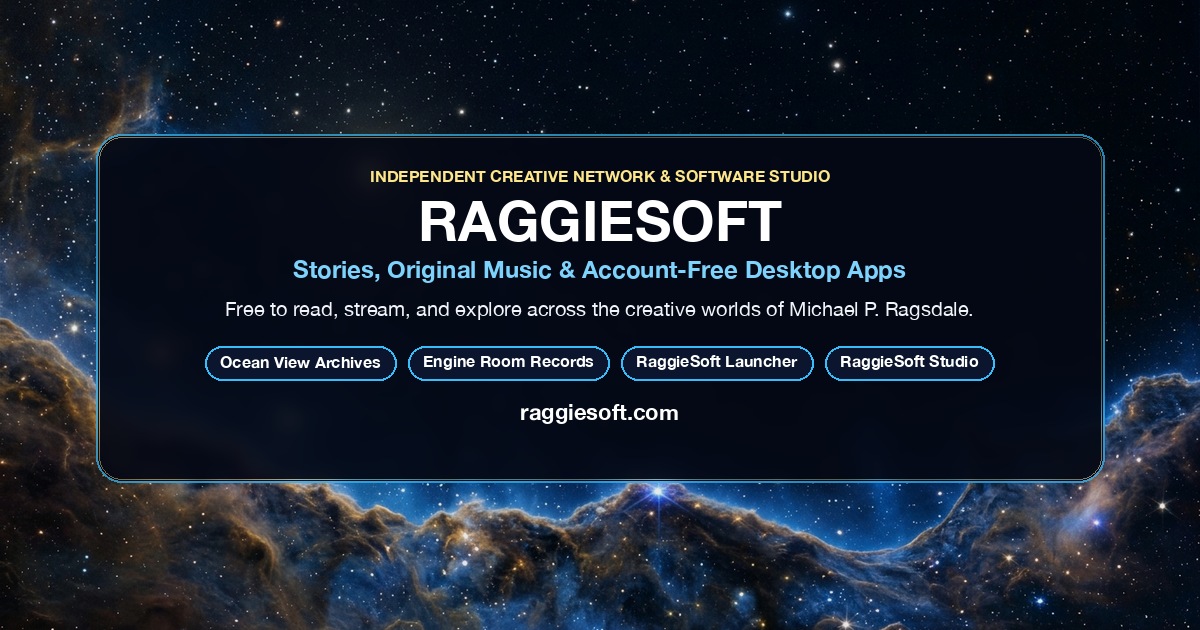 INDEPENDENT CREATIVE NETWORK & SOFTWARE STUDIO
RAGGIESOFT
Stories, Original Music & Account-Free Desktop Apps
Free to read, stream, and explore across the creative worlds of Michael P. Ragsdale.
Ocean View Archives
Engine Room Records
RaggieSoft Launcher
RaggieSoft Studio
raggiesoft.com